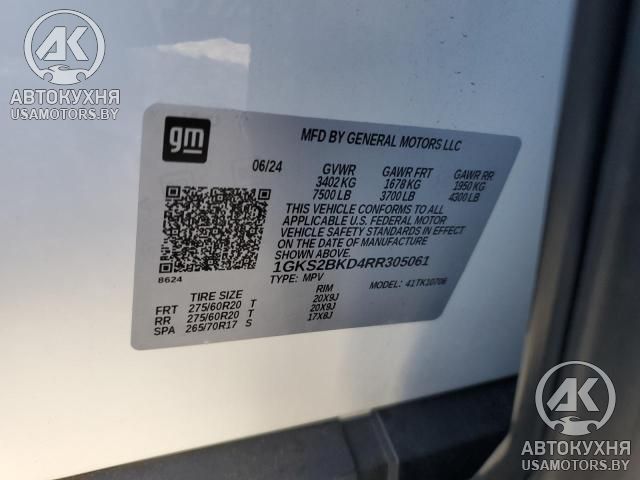 AK
АВТОКУХНЯ
USAMOTORS.BY
gm
MFD BY GENERAL MOTORS LLC
06/24
GVWR GAWR FRT GAWR RR
3402 KG 1678 KG 1950 KG
7500 LB 3700 LB 4300 LB
THIS VEHICLE CONFORMS TO ALL
APPLICABLE U.S. FEDERAL MOTOR
VEHICLE SAFETY STANDARDS IN EFFECT
ON THE DATE OF MANUFACTURE SHOWN ABOVE.
1GKS2BKD4RR305061
8624
TYPE: MPV MODEL: 41TK10706
TIRE SIZE RIM
FRT 275/60R20 T 20X9J
RR 275/60R20 T 20X9J
SPA 265/70R17 S 17X8J
AK
АВТОКУХНЯ
USAMOTORS.BY